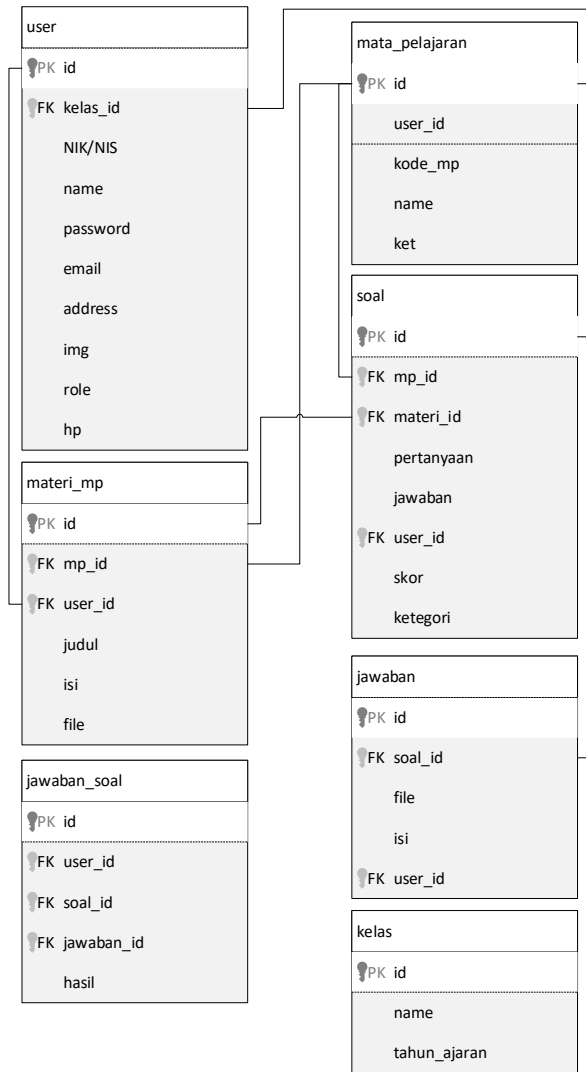 user
PK id
FK kelas_id
NIK/NIS
name
password
email
address
img
role
hp
materi_mp
PK id
FK mp_id
FK user_id
judul
isi
file
jawaban_soal
PK id
FK user_id
FK soal_id
FK jawaban_id
hasil
mata_pelajaran
PK id
user_id
kode_mp
name
ket
soal
PK id
FK mp_id
FK materi_id
pertanyaan
jawaban
FK user_id
skor
ketegori
jawaban
PK id
FK soal_id
file
isi
FK user_id
kelas
PK id
name
tahun_ajaran